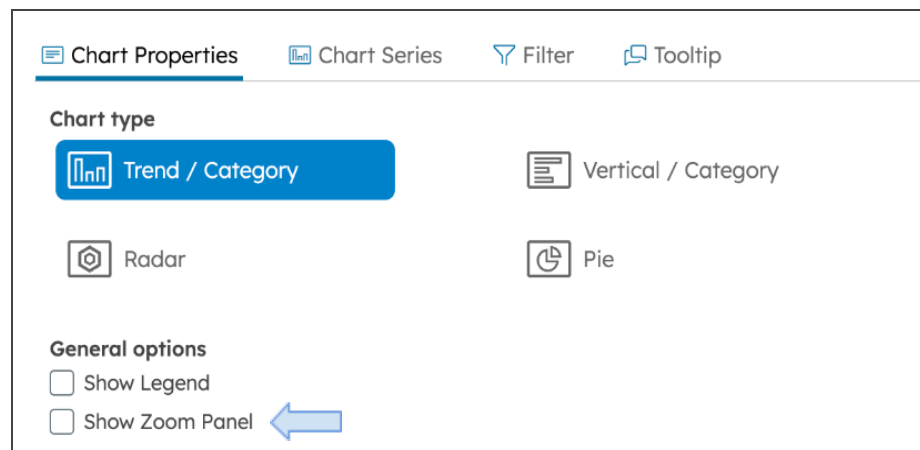 Chart Properties Chart Series Filter Tooltip
Chart type
Trend / Category Vertical / Category
Radar Pie
General options
Show Legend
Show Zoom Panel